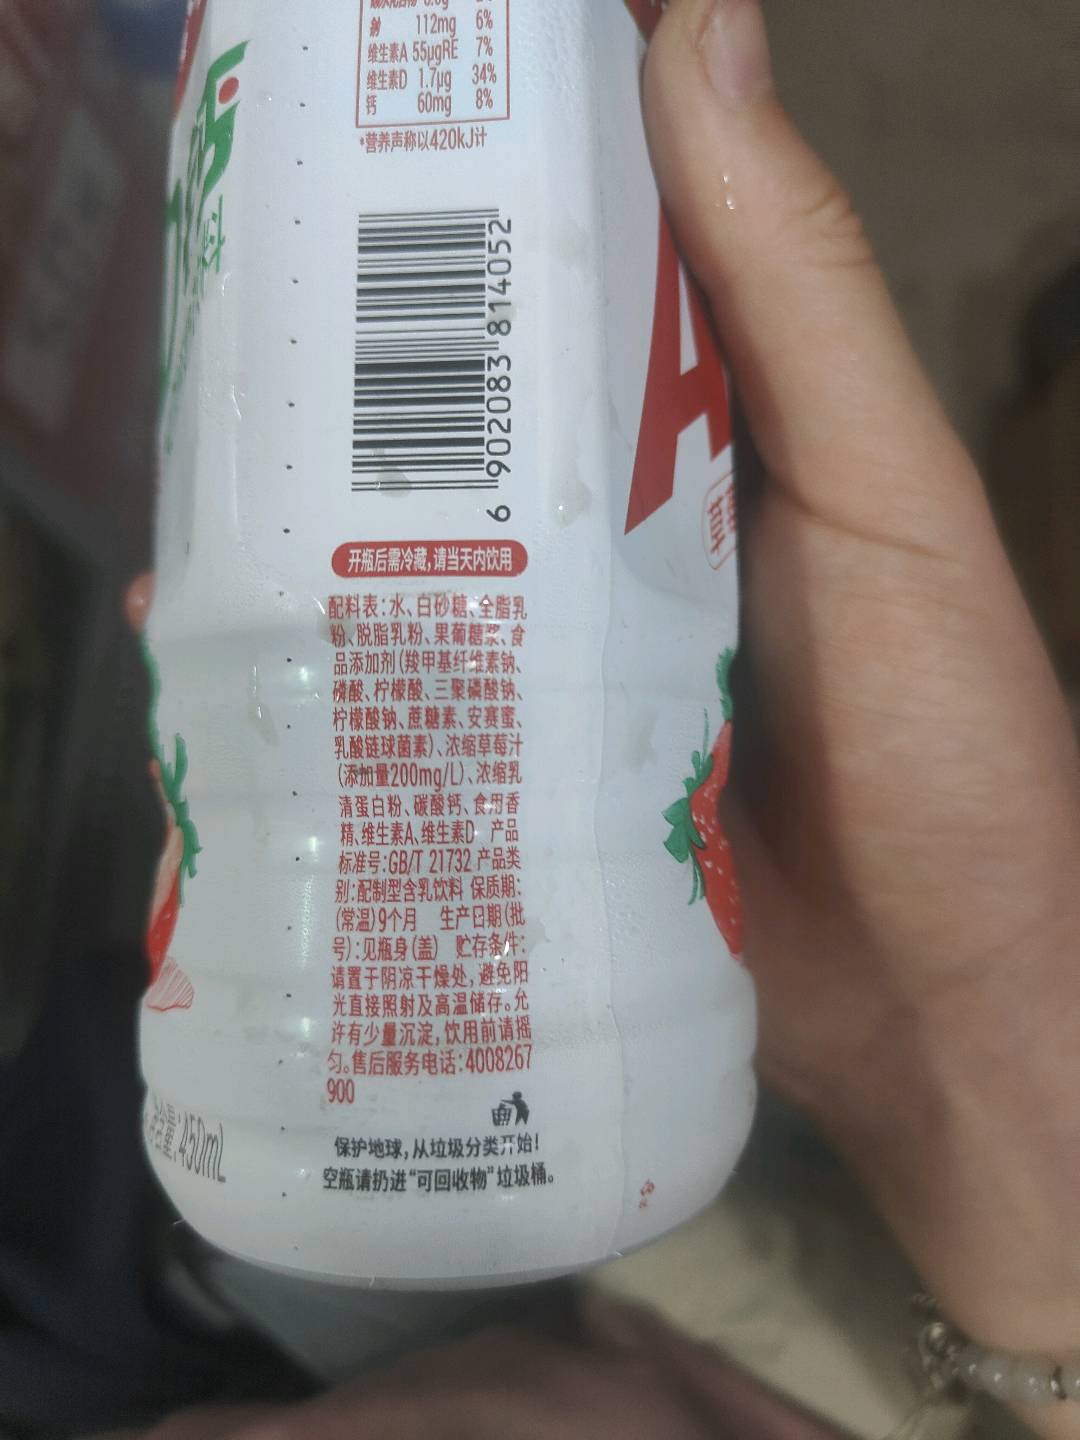 钠 112mg 6%
维生素A 55μgRE 7%
维生素D 1.7μg 34%
钙 60mg 8%
*营养声称以420kJ计
6 902083 814052
A
钙
料
开瓶后需冷藏,请当天内饮用
配料表:水、白砂糖、全脂乳
粉、脱脂乳粉、果葡糖浆、食
品添加剂(羧甲基纤维素钠、
磷酸、柠檬酸、三聚磷酸钠、
柠檬酸钠、蔗糖素、安赛蜜、
乳酸链球菌素)、浓缩草莓汁
(添加量200mg/L)、浓缩乳
清蛋白粉、碳酸钙、食用香
精、维生素A、维生素D 产品
标准号:GB/T 21732 产品类
别:配制型含乳饮料 保质期:
(常温)9个月 生产日期(批
号):见瓶身(盖) 贮存条件:
请置于阴凉干燥处,避免阳
光直接照射及高温储存。允
许有少量沉淀,饮用前请摇
匀。售后服务电话:4008267
900
保护地球,从垃圾分类开始!
空瓶请扔进“可回收物”垃圾桶。
450mL